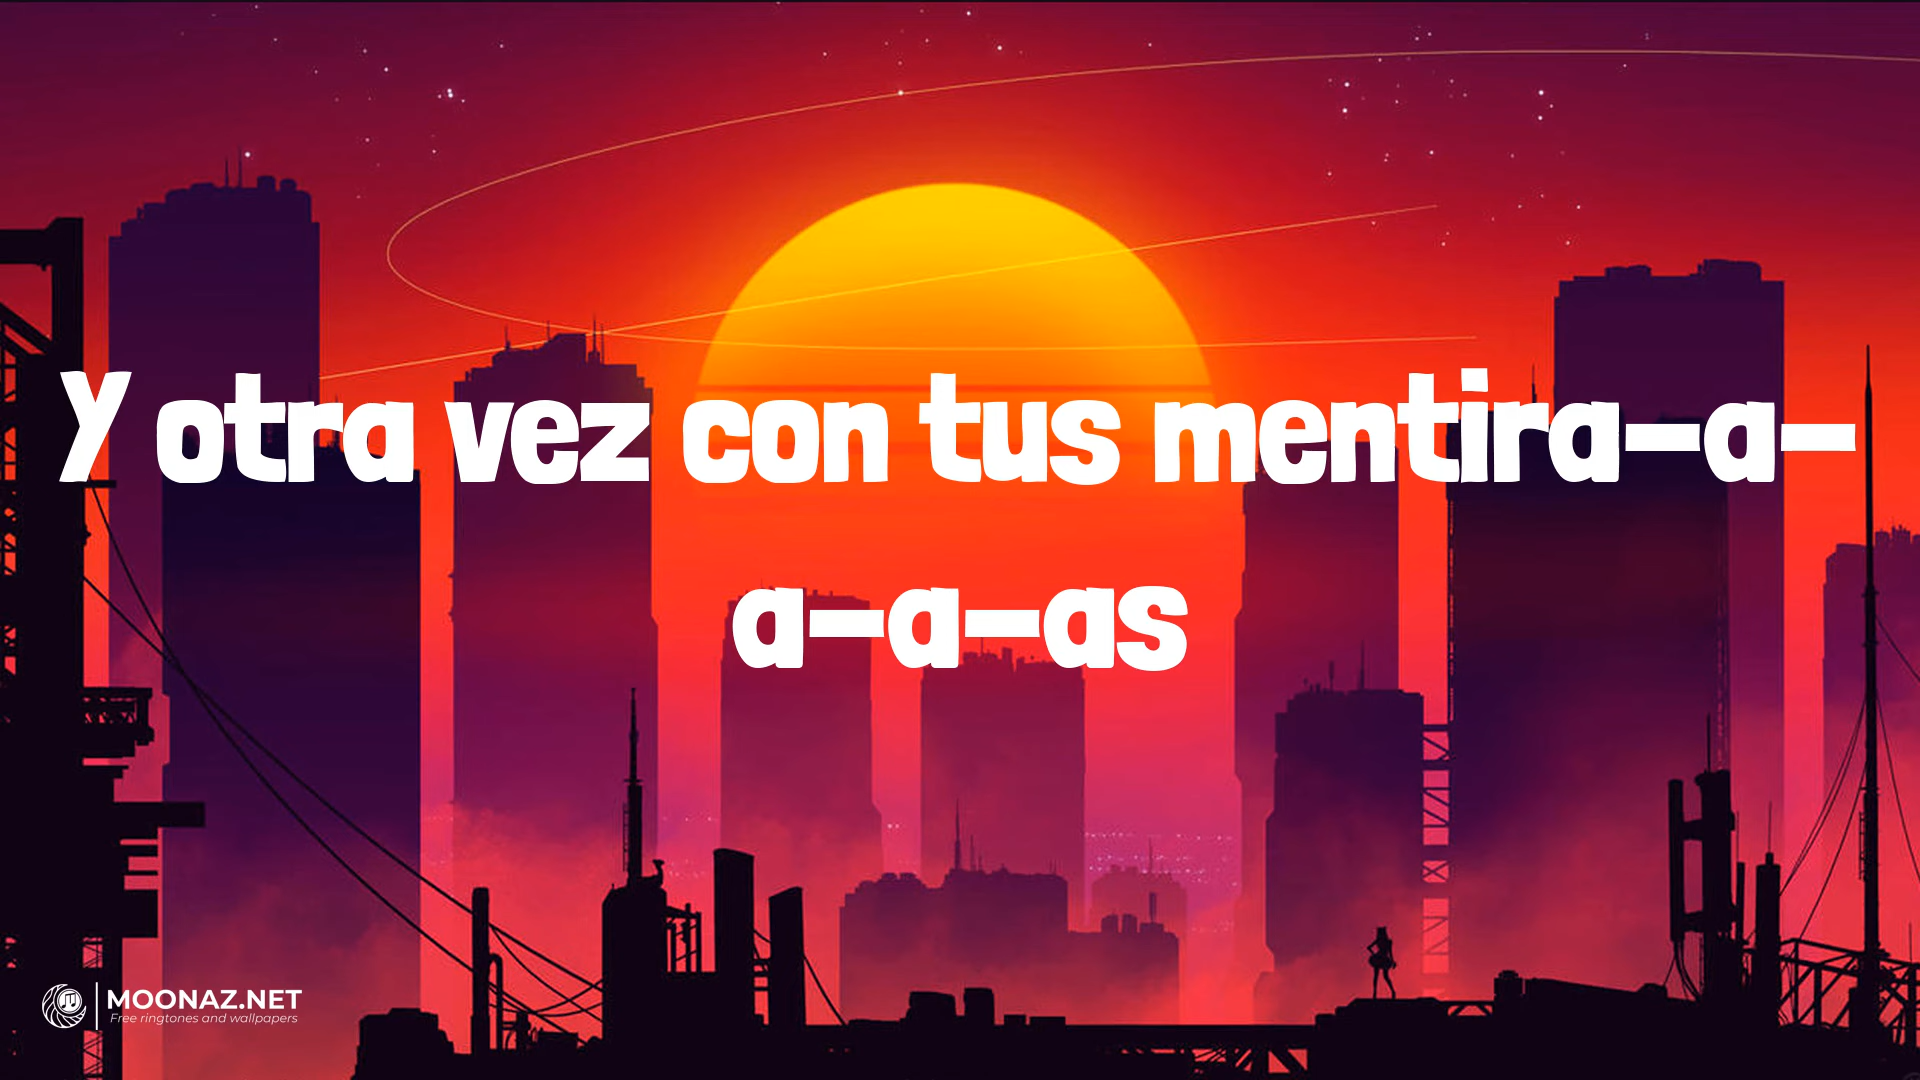 Y otra vez con tus mentira-a-
a-a-as
MOONAZ.NET
Free ringtones and wallpapers